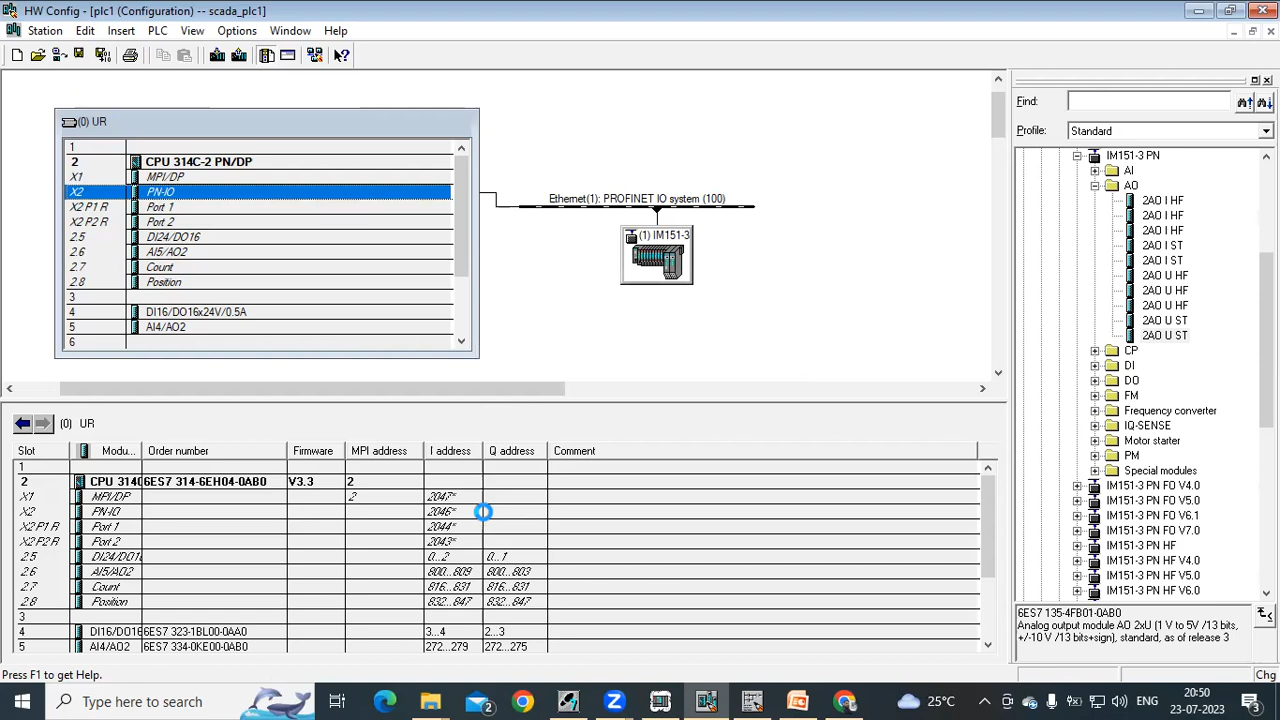 HW Config - [plc1 (Configuration) -- scada_plc1]
Station Edit Insert PLC View Options Window Help
(0) UR
1
2 CPU 314C-2 PN/DP
X1 MPI/DP
X2 PN-IO
X2 P1 R Port 1
X2 P2 R Port 2
2.5 DI24/DO16
2.6 AI5/AO2
2.7 Count
2.8 Position
3
4 DI16/DO16x24V/0.5A
5 AI4/AO2
6
Ethernet(1): PROFINET IO system (100)
(1) IM151-3
Find:
Profile: Standard
IM151-3 PN
AI
AO
2AO I HF
2AO I HF
2AO I HF
2AO I ST
2AO I ST
2AO U HF
2AO U HF
2AO U HF
2AO U ST
2AO U ST
CP
DI
DO
FM
Frequency converter
IQ-SENSE
Motor starter
PM
Special modules
IM151-3 PN FO V4.0
IM151-3 PN FO V5.0
IM151-3 PN FO V6.1
IM151-3 PN FO V7.0
IM151-3 PN HF
IM151-3 PN HF V4.0
IM151-3 PN HF V5.0
IM151-3 PN HF V6.0
6ES7 135-4FB01-0AB0
Analog output module AO 2xU (1 V to 5V /13 bits,
+/-10 V /13 bits+sign), standard, as of release 3
(0) UR
Slot Modu... Order number Firmware MPI address I address Q address Comment
1
2 CPU 314C 6ES7 314-6EH04-0AB0 V3.3 2
X1 MPI/DP 2 2047*
X2 PN-IO 2046*
X2 P1 R Port 1 2044*
X2 P2 R Port 2 2043*
2.5 DI24/DO16 0...2 0...1
2.6 AI5/AO2 800...809 800...803
2.7 Count 816...831 816...831
2.8 Position 832...847 832...847
3
4 DI16/DO16 6ES7 323-1BL00-0AA0 3...4 2...3
5 AI4/AO2 6ES7 334-0KE00-0AB0 272...279 272...275
Press F1 to get Help.
Chg
Type here to search
2
25°C
ENG
20:50
23-07-2023
3